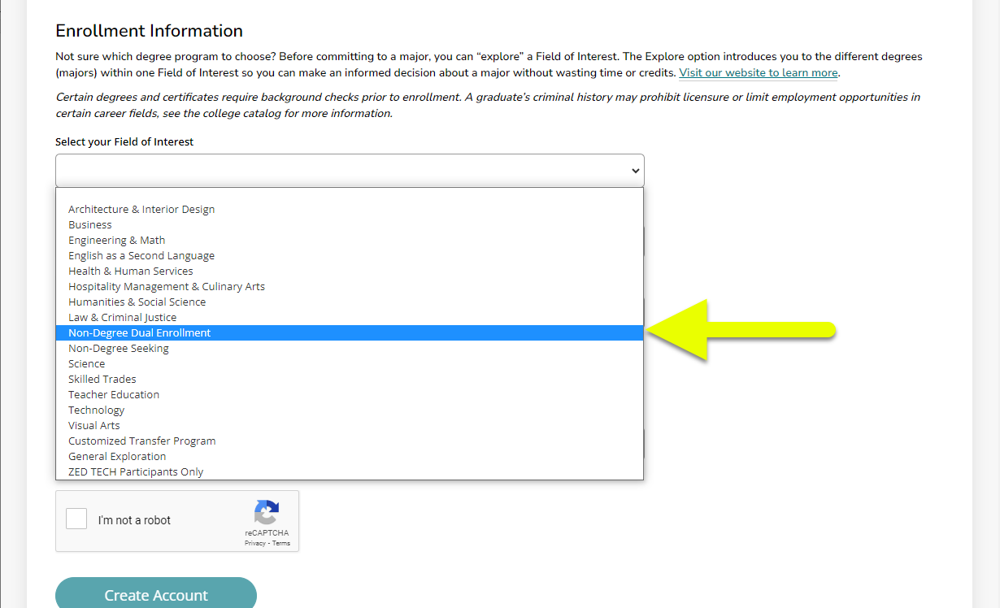 Enrollment Information
Not sure which degree program to choose? Before committing to a major, you can “explore” a Field of Interest. The Explore option introduces you to the different degrees
(majors) within one Field of Interest so you can make an informed decision about a major without wasting time or credits. Visit our website to learn more.
Certain degrees and certificates require background checks prior to enrollment. A graduate’s criminal history may prohibit licensure or limit employment opportunities in
certain career fields, see the college catalog for more information.
Select your Field of Interest
Architecture & Interior Design
Business
Engineering & Math
English as a Second Language
Health & Human Services
Hospitality Management & Culinary Arts
Humanities & Social Science
Law & Criminal Justice
Non-Degree Dual Enrollment
Non-Degree Seeking
Science
Skilled Trades
Teacher Education
Technology
Visual Arts
Customized Transfer Program
General Exploration
ZED TECH Participants Only
I'm not a robot
reCAPTCHA
Privacy - Terms
Create Account